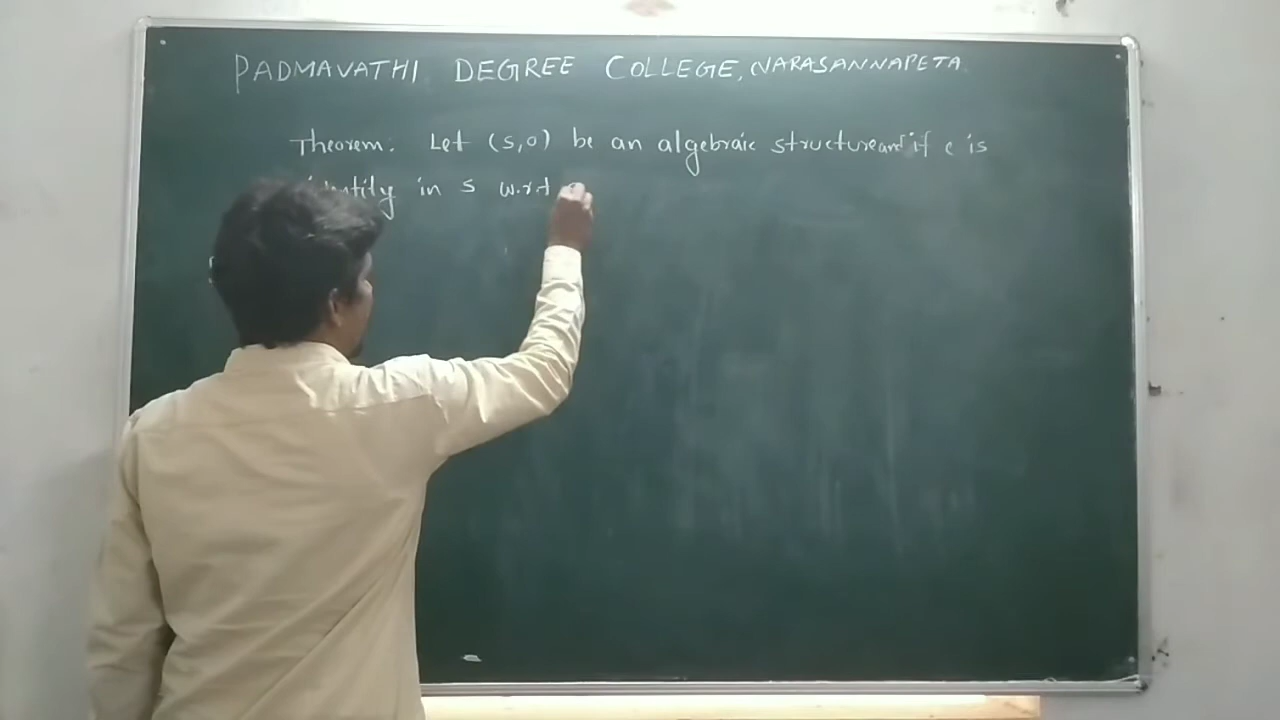 PADMAVATHI DEGREE COLLEGE, NARASANNAPETA
Theorem: Let (S,O) be an algebraic structure and if e is
identity in S w.r.t